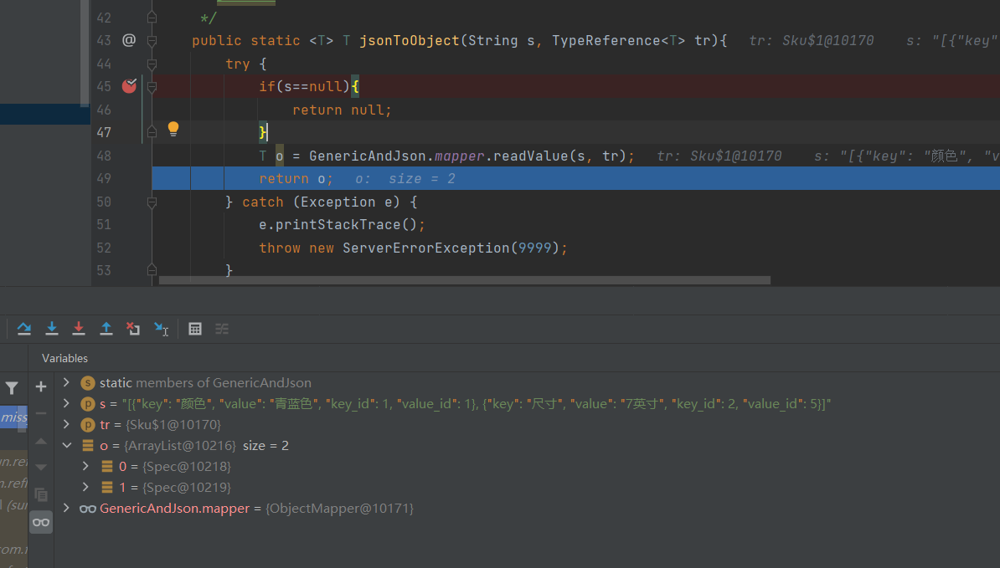 42 */
43 @ public static <T> T jsonToObject(String s, TypeReference<T> tr){ tr: Sku$1@10170 s: "[{"key"
44 try {
45 if(s==null){
46 return null;
47 }
48 T o = GenericAndJson.mapper.readValue(s, tr); tr: Sku$1@10170 s: "[{"key": "颜色", "v
49 return o; o: size = 2
50 } catch (Exception e) {
51 e.printStackTrace();
52 throw new ServerErrorException(9999);
53 }
Variables
static members of GenericAndJson
s = "[{"key": "颜色", "value": "青蓝色", "key_id": 1, "value_id": 1}, {"key": "尺寸", "value": "7英寸", "key_id": 2, "value_id": 5}]"
miss
tr = {Sku$1@10170}
o = {ArrayList@10216} size = 2
0 = {Spec@10218}
1 = {Spec@10219}
GenericAndJson.mapper = {ObjectMapper@10171}